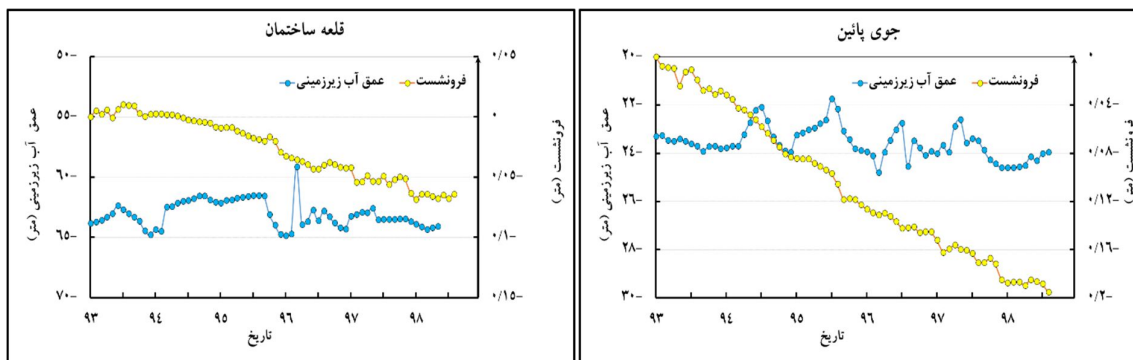 قلعه ساختمان
فرونشست
عمق آب زیرزمینی
عمق آب زیرزمینی (متر)
-۵۰
-۵۵
-۶۰
-۶۵
-۷۰
فرونشست (متر)
۰/۰۵
۰
-۰/۰۵
-۰/۱
-۰/۱۵
۹۳ ۹۴ ۹۵ ۹۶ ۹۷ ۹۸
تاریخ
جوی پائین
فرونشست
عمق آب زیرزمینی
عمق آب زیرزمینی (متر)
-۲۰
-۲۲
-۲۴
-۲۶
-۲۸
-۳۰
فرونشست (متر)
۰
-۰/۰۴
-۰/۰۸
-۰/۱۲
-۰/۱۶
-۰/۲
۹۳ ۹۴ ۹۵ ۹۶ ۹۷ ۹۸
تاریخ